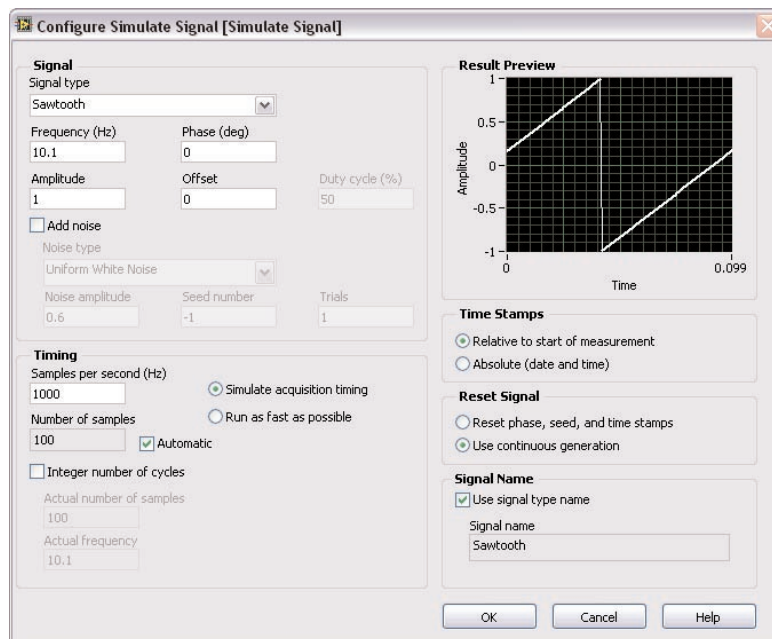 Configure Simulate Signal [Simulate Signal]
Signal
Signal type
Sawtooth
Frequency (Hz)
Phase (deg)
10.1
0
Amplitude
Offset
Duty cycle (%)
1
0
50
Add noise
Noise type
Uniform White Noise
Noise amplitude
Seed number
Trials
0.6
-1
1
Timing
Samples per second (Hz)
1000
Simulate acquisition timing
Run as fast as possible
Number of samples
100
Automatic
Integer number of cycles
Actual number of samples
100
Actual frequency
10.1
Result Preview
1
0.5
0
-0.5
-1
Amplitude
0
0.099
Time
Time Stamps
Relative to start of measurement
Absolute (date and time)
Reset Signal
Reset phase, seed, and time stamps
Use continuous generation
Signal Name
Use signal type name
Signal name
Sawtooth
OK
Cancel
Help